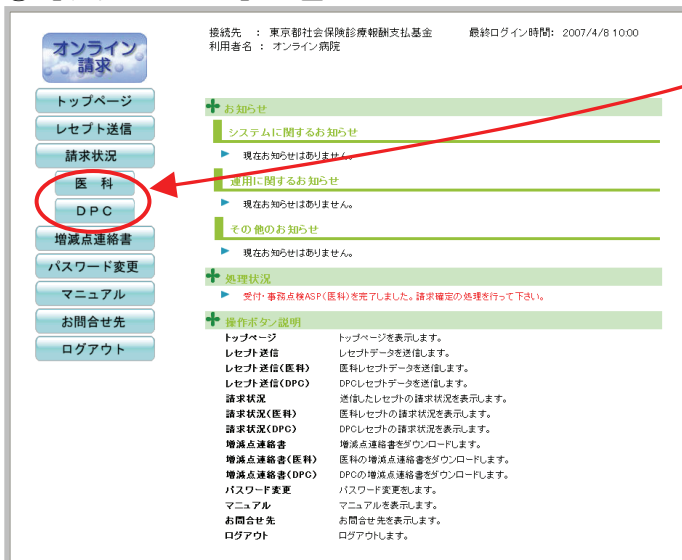 接続先 ： 東京都社会保険診療報酬支払基金 最終ログイン時間： 2007/4/8 10:00
利用者名 ： オンライン病院
オンライン
請求
トップページ
レセプト送信
請求状況
医 科
DPC
増減点連絡書
パスワード変更
マニュアル
お問合せ先
ログアウト
お知らせ
システムに関するお知らせ
現在お知らせはありません。
運用に関するお知らせ
現在お知らせはありません。
その他のお知らせ
現在お知らせはありません。
処理状況
受付・事務点検ASP(医科)を完了しました。請求確定の処理を行って下さい。
操作ボタン説明
トップページ トップページを表示します。
レセプト送信 レセプトデータを送信します。
レセプト送信(医科) 医科レセプトデータを送信します。
レセプト送信(DPC) DPCレセプトデータを送信します。
請求状況 送信したレセプトの請求状況を表示します。
請求状況(医科) 医科レセプトの請求状況を表示します。
請求状況(DPC) DPCレセプトの請求状況を表示します。
増減点連絡書 増減点連絡書をダウンロードします。
増減点連絡書(医科) 医科の増減点連絡書をダウンロードします。
増減点連絡書(DPC) DPCの増減点連絡書をダウンロードします。
パスワード変更 パスワード変更をします。
マニュアル マニュアルを表示します。
お問合せ先 お問合せ先を表示します。
ログアウト ログアウトします。